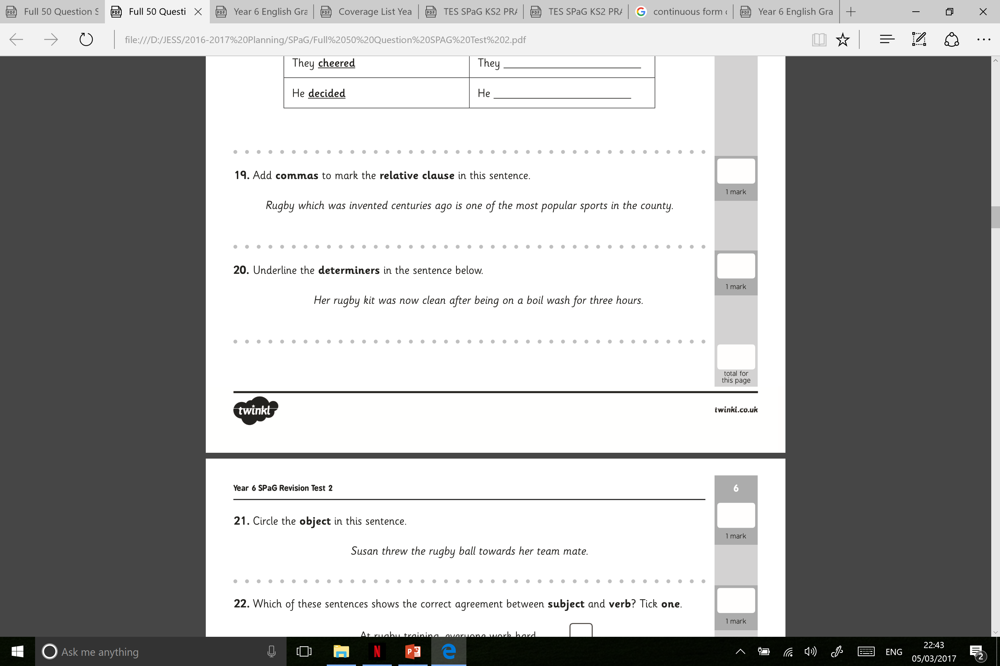 Full 50 Question S
Full 50 Questi
Year 6 English Gra
Coverage List Yea
TES SPaG KS2 PRA
TES SPaG KS2 PRA
continuous form o
Year 6 English Gra
file:///D:/JESS/2016-2017%20Planning/SPaG/Full%2050%20Question%20SPAG%20Test%202.pdf
They cheered They ____________
He decided He ____________
19. Add commas to mark the relative clause in this sentence.
1 mark
Rugby which was invented centuries ago is one of the most popular sports in the county.
20. Underline the determiners in the sentence below.
1 mark
Her rugby kit was now clean after being on a boil wash for three hours.
total for
this page
twinkl
twinkl.co.uk
Year 6 SPaG Revision Test 2
6
21. Circle the object in this sentence.
1 mark
Susan threw the rugby ball towards her team mate.
22. Which of these sentences shows the correct agreement between subject and verb? Tick one.
1 mark
At rugby training, everyone work hard
Ask me anything
ENG
22:43
05/03/2017
2